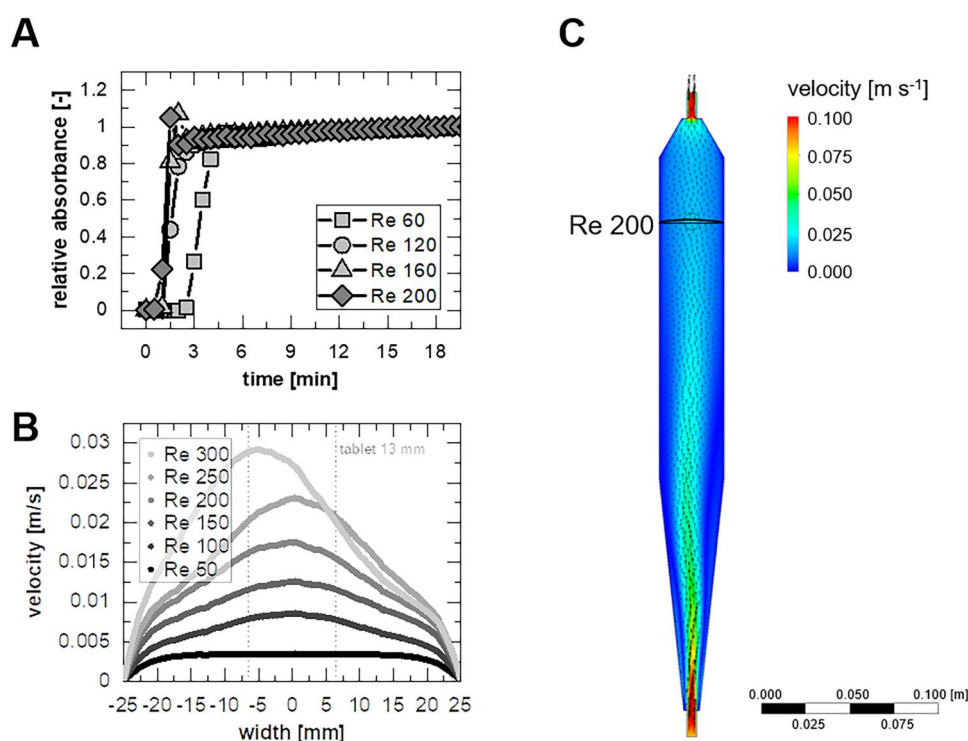 A
relative absorbance [-]
1.2
1
0.8
0.6
0.4
0.2
0
Re 60
Re 120
Re 160
Re 200
0 3 6 9 12 15 18
time [min]
B
velocity [m/s]
0.03
0.025
0.02
0.015
0.01
0.005
0
Re 300
Re 250
Re 200
Re 150
Re 100
Re 50
tablet 13 mm
-25 -20 -15 -10 -5 0 5 10 15 20 25
width [mm]
C
velocity [m s-1]
0.100
0.075
0.050
0.025
0.000
Re 200
0.000 0.050 0.100 [m]
0.025 0.075